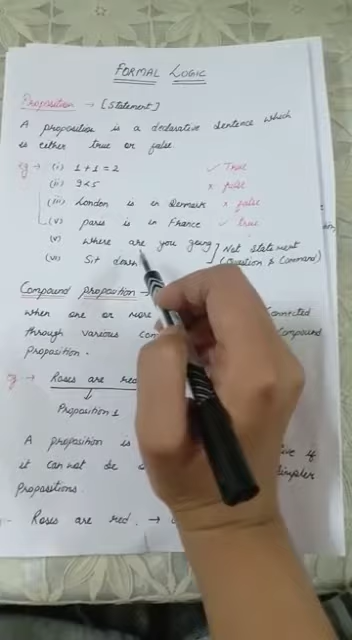 FORMAL LOGIC
Proposition → [Statement]
A proposition is a declarative sentence which
is either true or false
Eg → (i) 1 + 1 = 2 ✓ True
(ii) 9 < 5 × false
(iii) London is in Denmark × false
(v) paris is in France ✓ true
(v) where are you going ] Not Statement
(vi) Sit down (Question & Command)
Compound proposition →
when one or more connected
through various Compound
proposition.
eg → Roses are red
↓
Proposition 1
A proposition is if
it can not be simpler
Propositions.
Roses are red. →